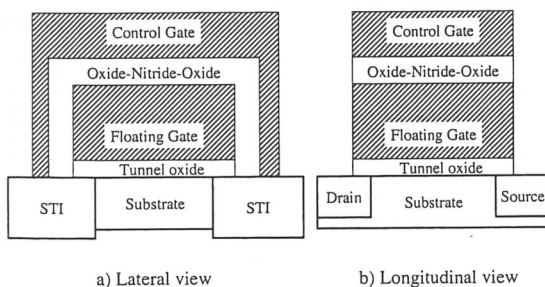 Control Gate
Oxide-Nitride-Oxide
Floating Gate
Tunnel oxide
STI
Substrate
STI
a) Lateral view
Control Gate
Oxide-Nitride-Oxide
Floating Gate
Tunnel oxide
Drain
Substrate
Source
b) Longitudinal view